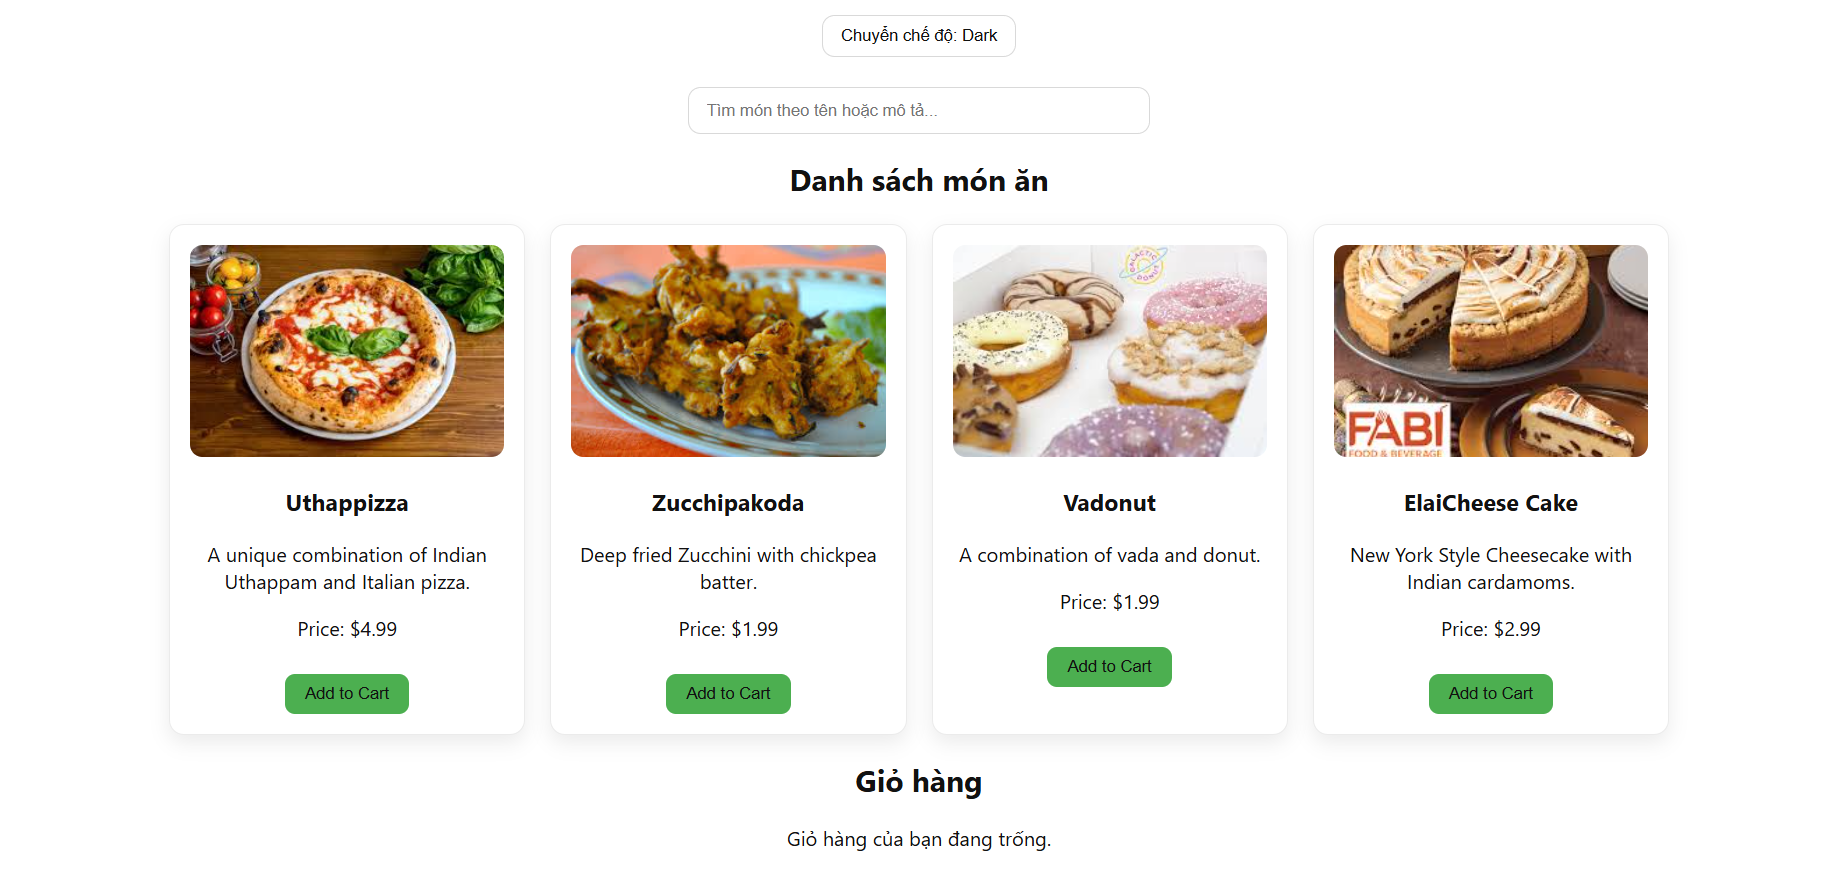 Chuyển chế độ: Dark
Tìm món theo tên hoặc mô tả...
Danh sách món ăn
GALACTIC
DONUT
FABI
FOOD & BEVERAGE
Uthappizza
Zucchipakoda
Vadonut
ElaiCheese Cake
A unique combination of Indian
Uthappam and Italian pizza.
Deep fried Zucchini with chickpea
batter.
A combination of vada and donut.
New York Style Cheesecake with
Indian cardamoms.
Price: $4.99
Price: $1.99
Price: $1.99
Price: $2.99
Add to Cart
Add to Cart
Add to Cart
Add to Cart
Giỏ hàng
Giỏ hàng của bạn đang trống.